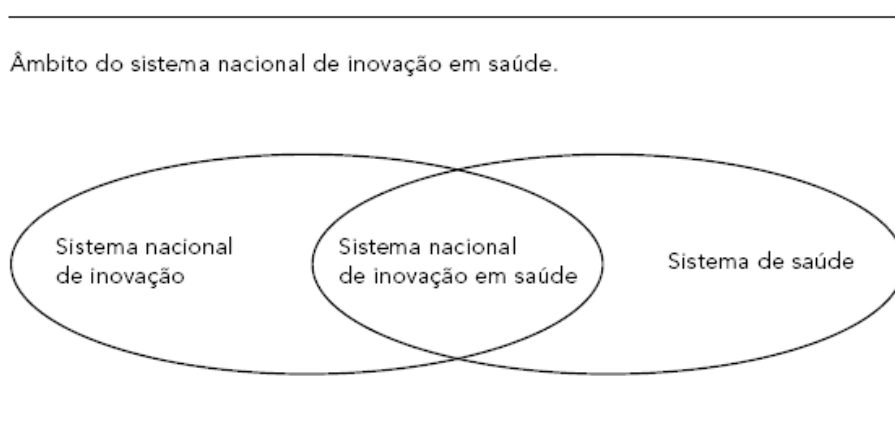 Âmbito do sistema nacional de inovação em saúde.
Sistema nacional
de inovação
Sistema nacional
de inovação em saúde
Sistema de saúde